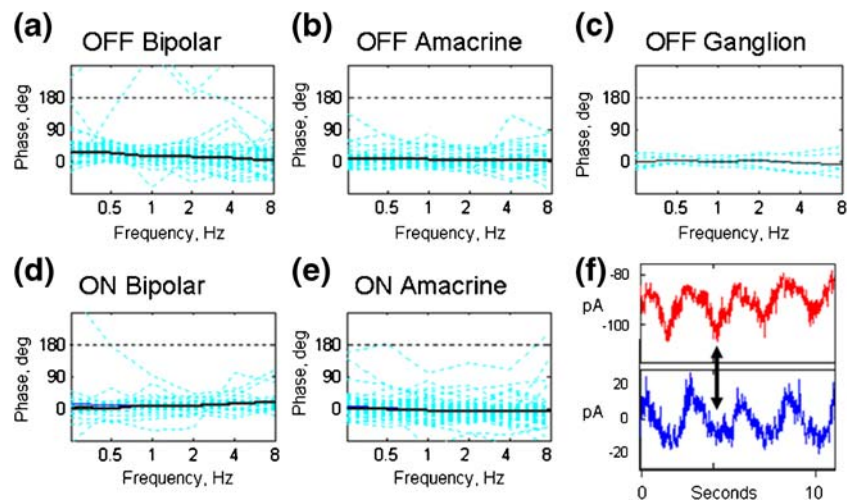 (a) OFF Bipolar
Phase, deg
180
90
0
0.5 1 2 4 8
Frequency, Hz
(b) OFF Amacrine
Phase, deg
180
90
0
0.5 1 2 4 8
Frequency, Hz
(c) OFF Ganglion
Phase, deg
180
90
0
0.5 1 2 4 8
Frequency, Hz
(d) ON Bipolar
Phase, deg
180
90
0
0.5 1 2 4 8
Frequency, Hz
(e) ON Amacrine
Phase, deg
180
90
0
0.5 1 2 4 8
Frequency, Hz
(f)
-80
pA
-100
20
pA 0
-20
0 Seconds 10